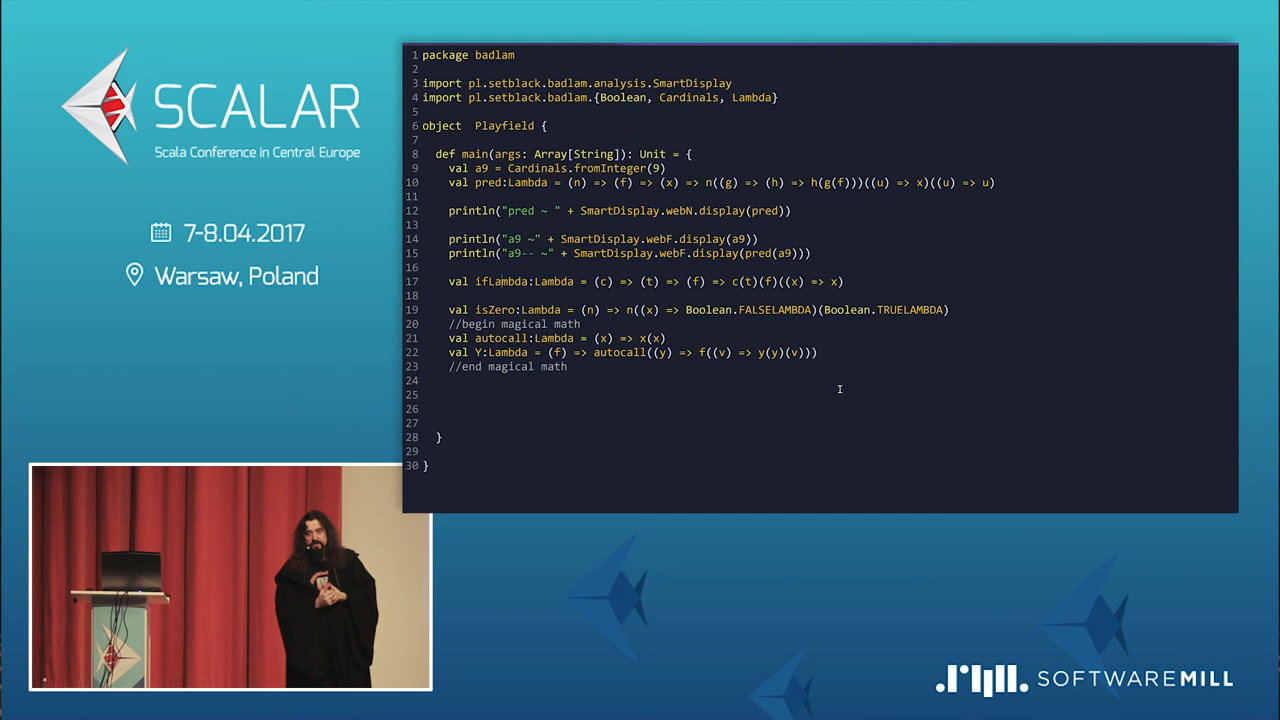 SCALAR
Scala Conference in Central Europe
7-8.04.2017
Warsaw, Poland
1 package badlam
2
3 import pl.setblack.badlam.analysis.SmartDisplay
4 import pl.setblack.badlam.{Boolean, Cardinals, Lambda}
5
6 object  Playfield {
7
8   def main(args: Array[String]): Unit = {
9     val a9 = Cardinals.fromInteger(9)
10     val pred:Lambda = (n) => (f) => (x) => n((g) => (h) => h(g(f)))((u) => x)((u) => u)
11
12     println("pred ~ " + SmartDisplay.webN.display(pred))
13
14     println("a9 ~" + SmartDisplay.webF.display(a9))
15     println("a9-- ~" + SmartDisplay.webF.display(pred(a9)))
16
17     val ifLambda:Lambda = (c) => (t) => (f) => c(t)(f)((x) => x)
18
19     val isZero:Lambda = (n) => n((x) => Boolean.FALSELAMBDA)(Boolean.TRUELAMBDA)
20     //begin magical math
21     val autocall:Lambda = (x) => x(x)
22     val Y:Lambda = (f) => autocall((y) => f((v) => y(y)(v)))
23     //end magical math
24
25
26
27
28   }
29
30 }
SOFTWAREMILL